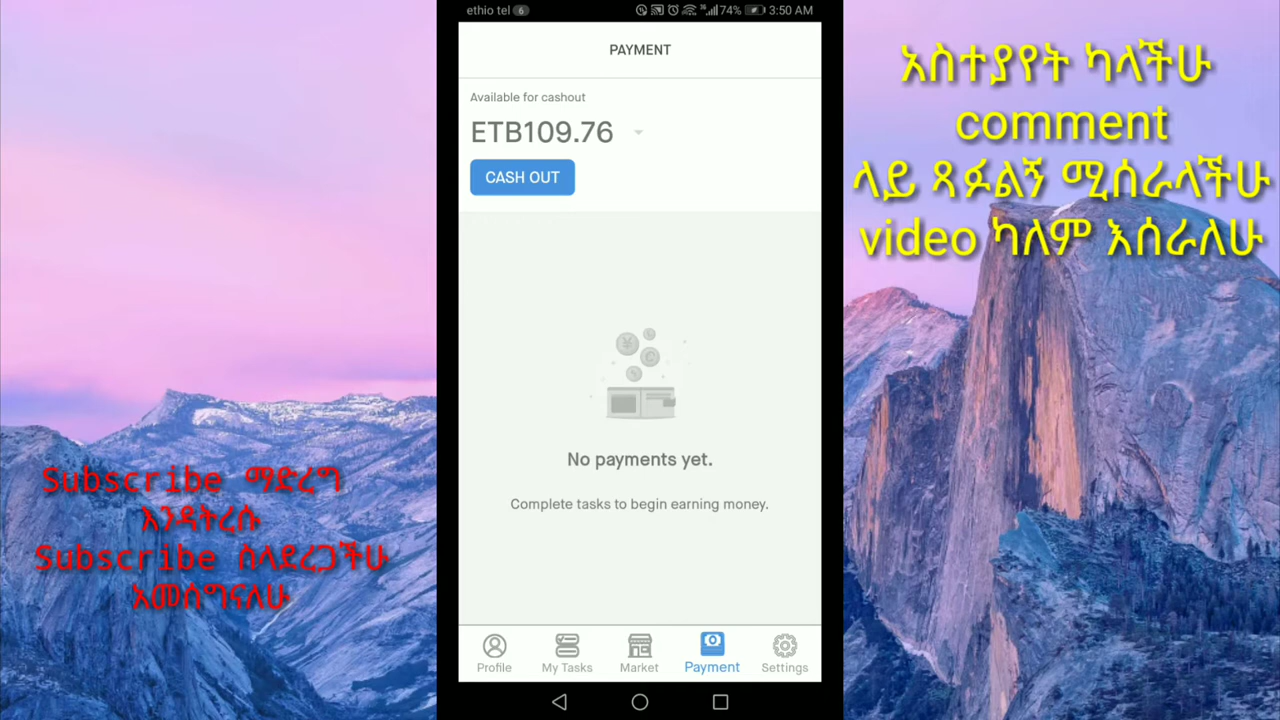 ethio tel 6
74% 3:50 AM
PAYMENT
Available for cashout
ETB109.76
CASH OUT
No payments yet.
Complete tasks to begin earning money.
Profile My Tasks Market Payment Settings
Subscribe ማድረግ
እንዳትረሱ
Subscribe ስላደረጋችሁ
አመሰግናለሁ
አስተያየት ካላችሁ
comment
ላይ ጻፉልኝ ሚሰራላችሁ
video ካለም እሰራለሁ